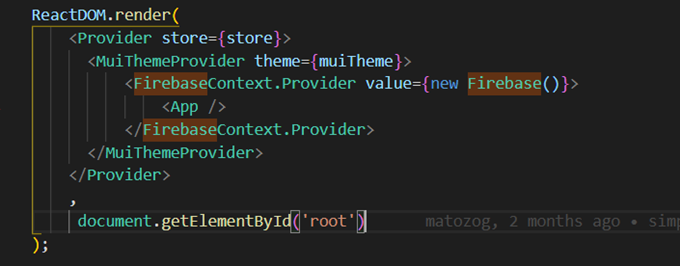 ReactDOM.render(
<Provider store={store}>
<MuiThemeProvider theme={muiTheme}>
<FirebaseContext.Provider value={new Firebase()}>
<App />
</FirebaseContext.Provider>
</MuiThemeProvider>
</Provider>
,
document.getElementById('root') matozog, 2 months ago • simp
);